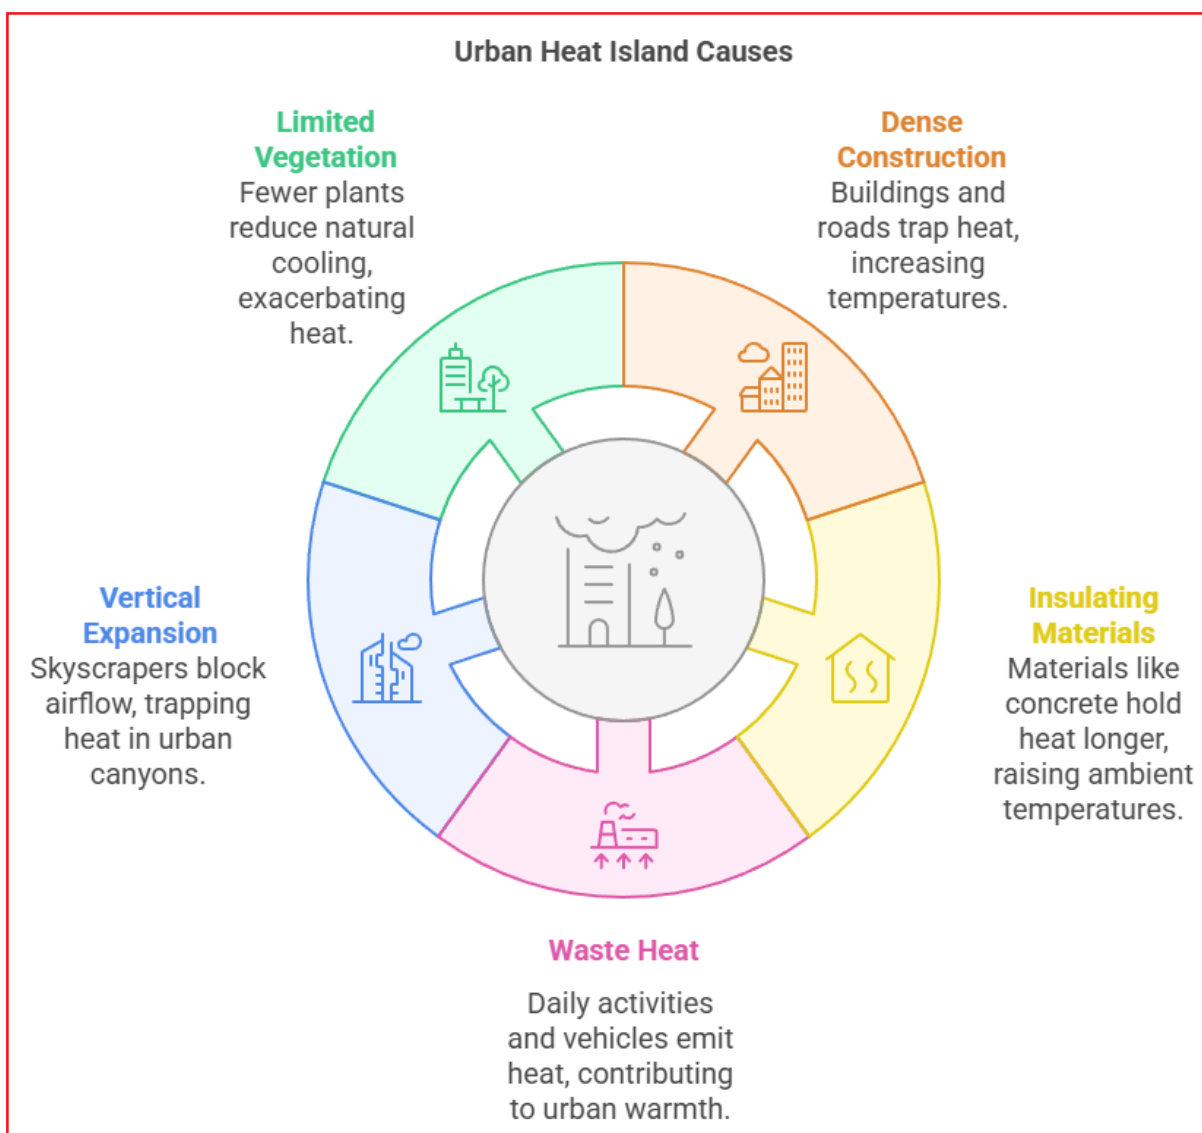 Urban Heat Island Causes
Limited
Vegetation
Fewer plants
reduce natural
cooling,
exacerbating
heat.
Dense
Construction
Buildings and
roads trap heat,
increasing
temperatures.
Vertical
Expansion
Skyscrapers block
airflow, trapping
heat in urban
canyons.
Insulating
Materials
Materials like
concrete hold
heat longer,
raising ambient
temperatures.
Waste Heat
Daily activities
and vehicles emit
heat, contributing
to urban warmth.